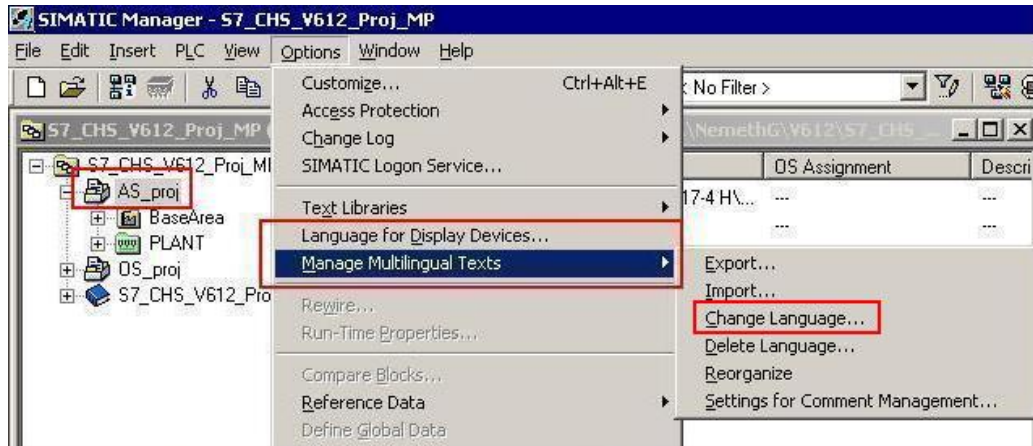 SIMATIC Manager - S7_CHS_V612_Proj_MP
File Edit Insert PLC View Options Window Help
Customize... Ctrl+Alt+E
Access Protection
Change Log
SIMATIC Logon Service...
Text Libraries
Language for Display Devices...
Manage Multilingual Texts
Rewire...
Run-Time Properties...
Compare Blocks...
Reference Data
Define Global Data
< No Filter >
S7_CHS_V612_Proj_MP (
\NemethG\V612\S7_CHS_...
S7_CHS_V612_Proj_MP
AS_proj
BaseArea
PLANT
OS_proj
S7_CHS_V612_Pro
OS Assignment Descri
17-4 H\... --- ---
--- ---
Export...
Import...
Change Language...
Delete Language...
Reorganize
Settings for Comment Management...